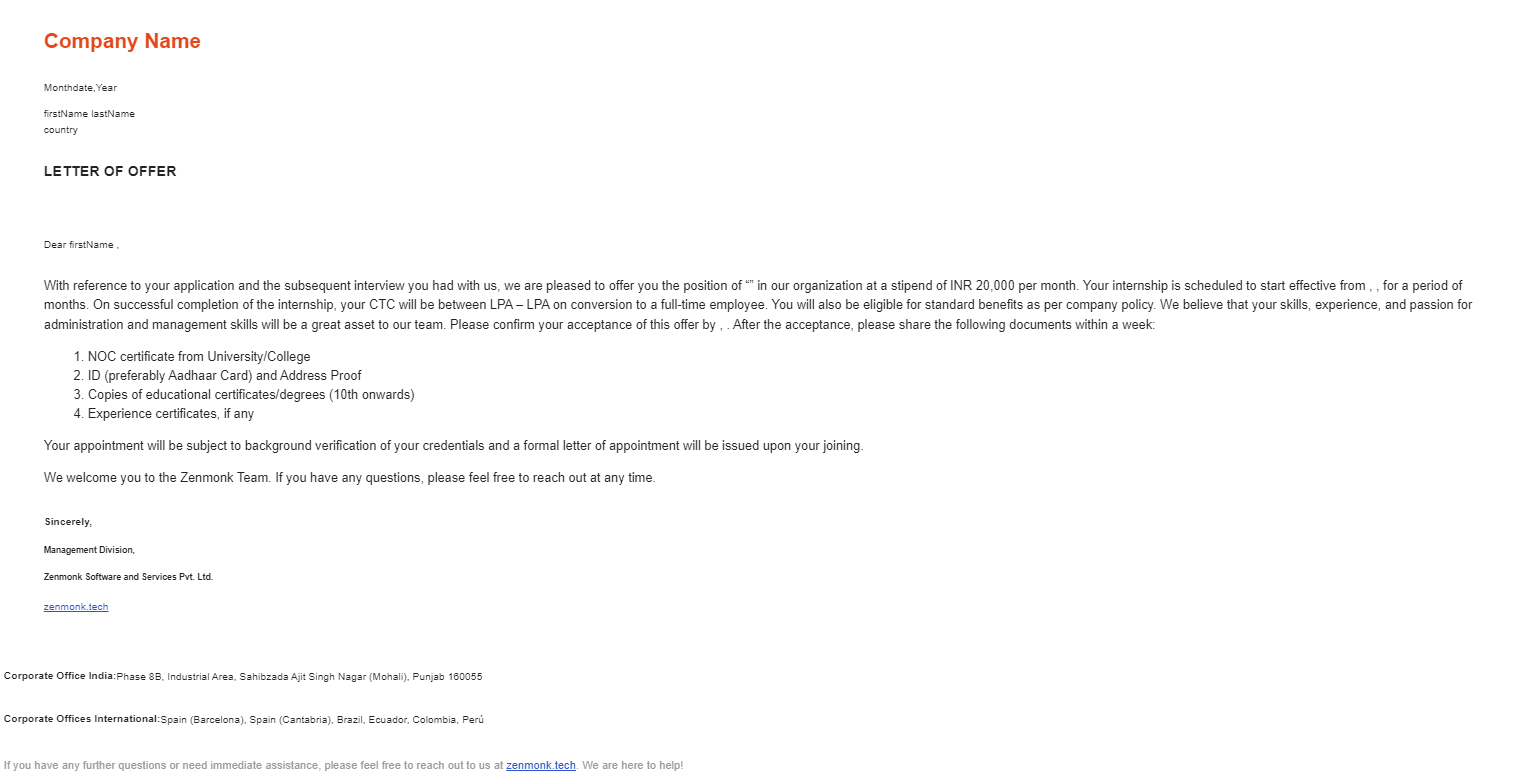 Company Name
Monthdate,Year
firstName lastName
country
LETTER OF OFFER
Dear firstName ,
With reference to your application and the subsequent interview you had with us, we are pleased to offer you the position of “” in our organization at a stipend of INR 20,000 per month. Your internship is scheduled to start effective from , , for a period of
months. On successful completion of the internship, your CTC will be between LPA – LPA on conversion to a full-time employee. You will also be eligible for standard benefits as per company policy. We believe that your skills, experience, and passion for
administration and management skills will be a great asset to our team. Please confirm your acceptance of this offer by , . After the acceptance, please share the following documents within a week:
1. NOC certificate from University/College
2. ID (preferably Aadhaar Card) and Address Proof
3. Copies of educational certificates/degrees (10th onwards)
4. Experience certificates, if any
Your appointment will be subject to background verification of your credentials and a formal letter of appointment will be issued upon your joining.
We welcome you to the Zenmonk Team. If you have any questions, please feel free to reach out at any time.
Sincerely,
Management Division,
Zenmonk Software and Services Pvt. Ltd.
zenmonk.tech
Corporate Office India:Phase 8B, Industrial Area, Sahibzada Ajit Singh Nagar (Mohali), Punjab 160055
Corporate Offices International:Spain (Barcelona), Spain (Cantabria), Brazil, Ecuador, Colombia, Perú
If you have any further questions or need immediate assistance, please feel free to reach out to us at zenmonk.tech. We are here to help!